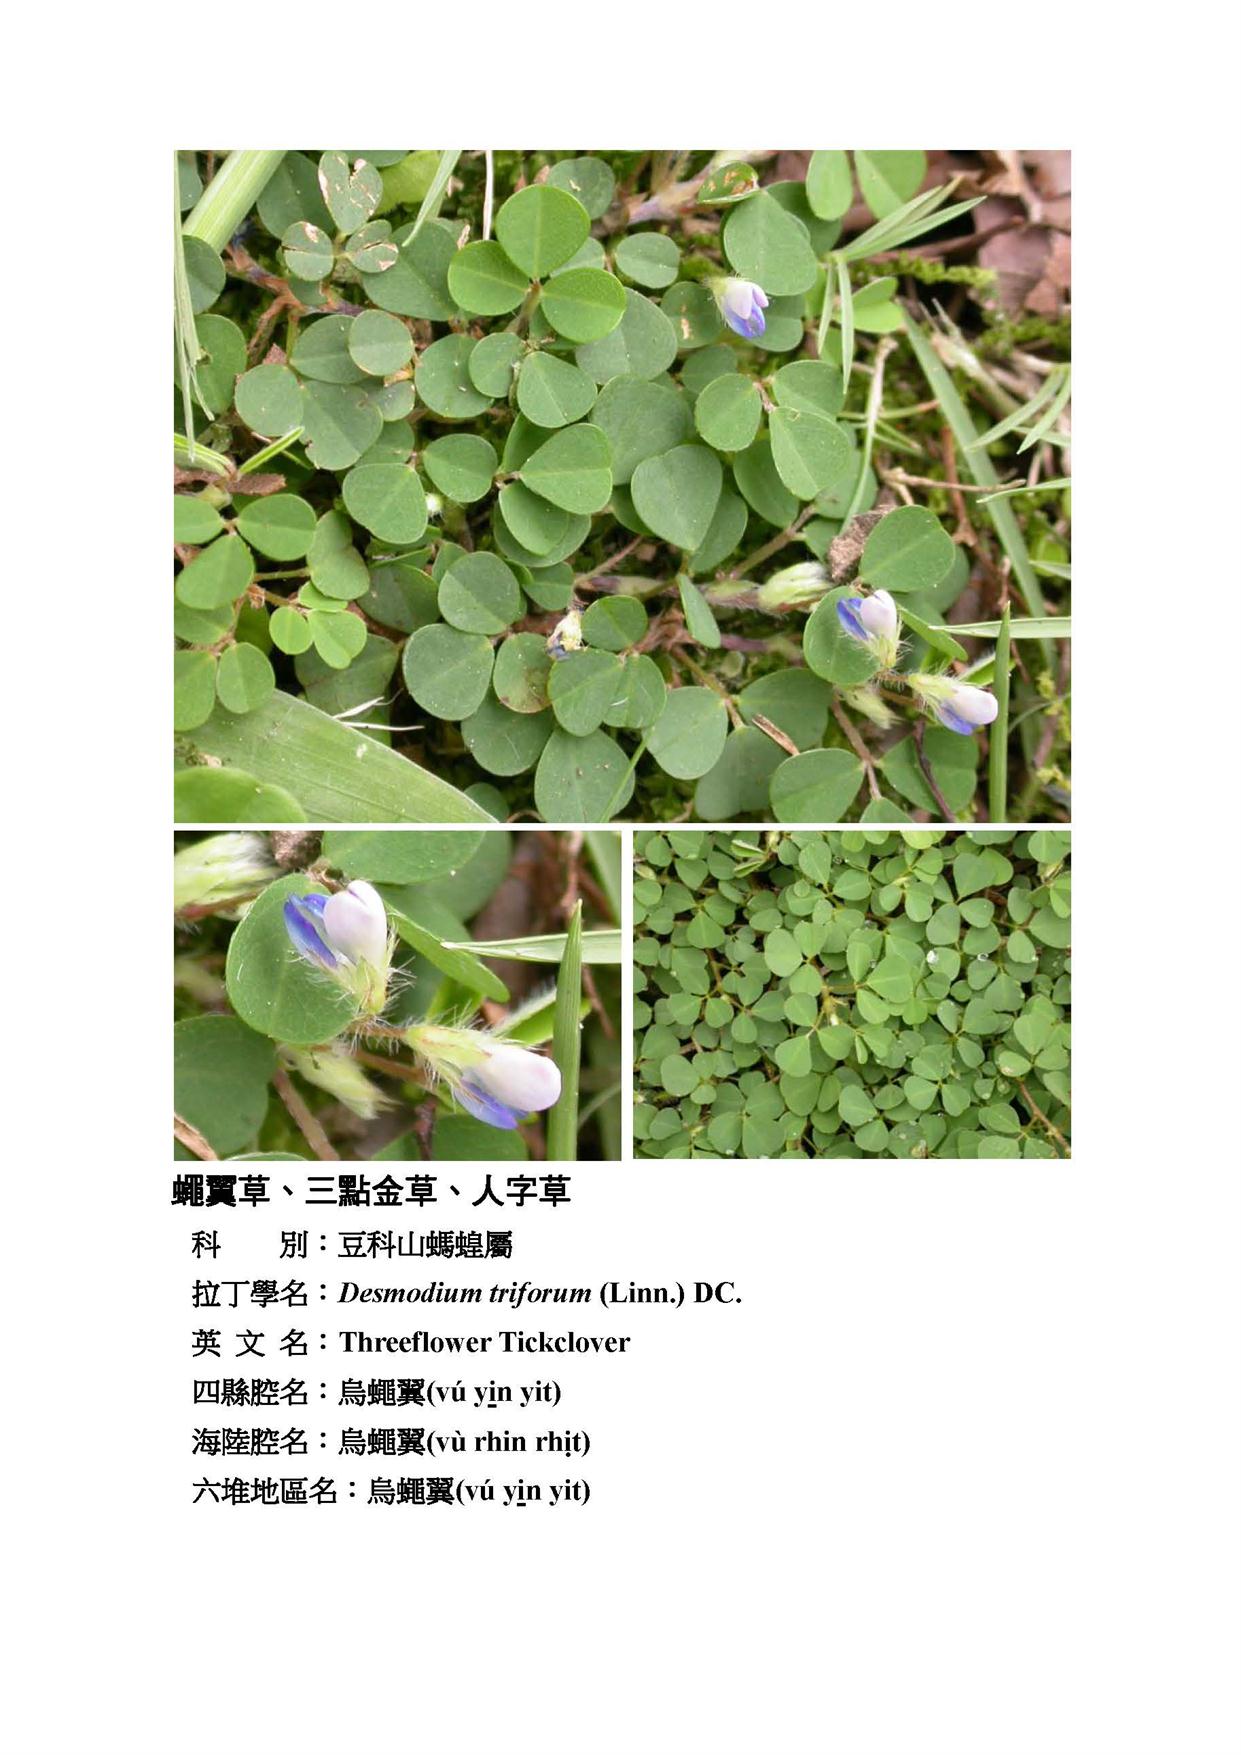 蠅翼草、三點金草、人字草
科　　別：豆科山螞蝗屬
拉丁學名：Desmodium triforum (Linn.) DC.
英 文 名：Threeflower Tickclover
四縣腔名：烏蠅翼(vú yi̲n yit)
海陸腔名：烏蠅翼(vù rhin rhịt)
六堆地區名：烏蠅翼(vú yi̲n yit)